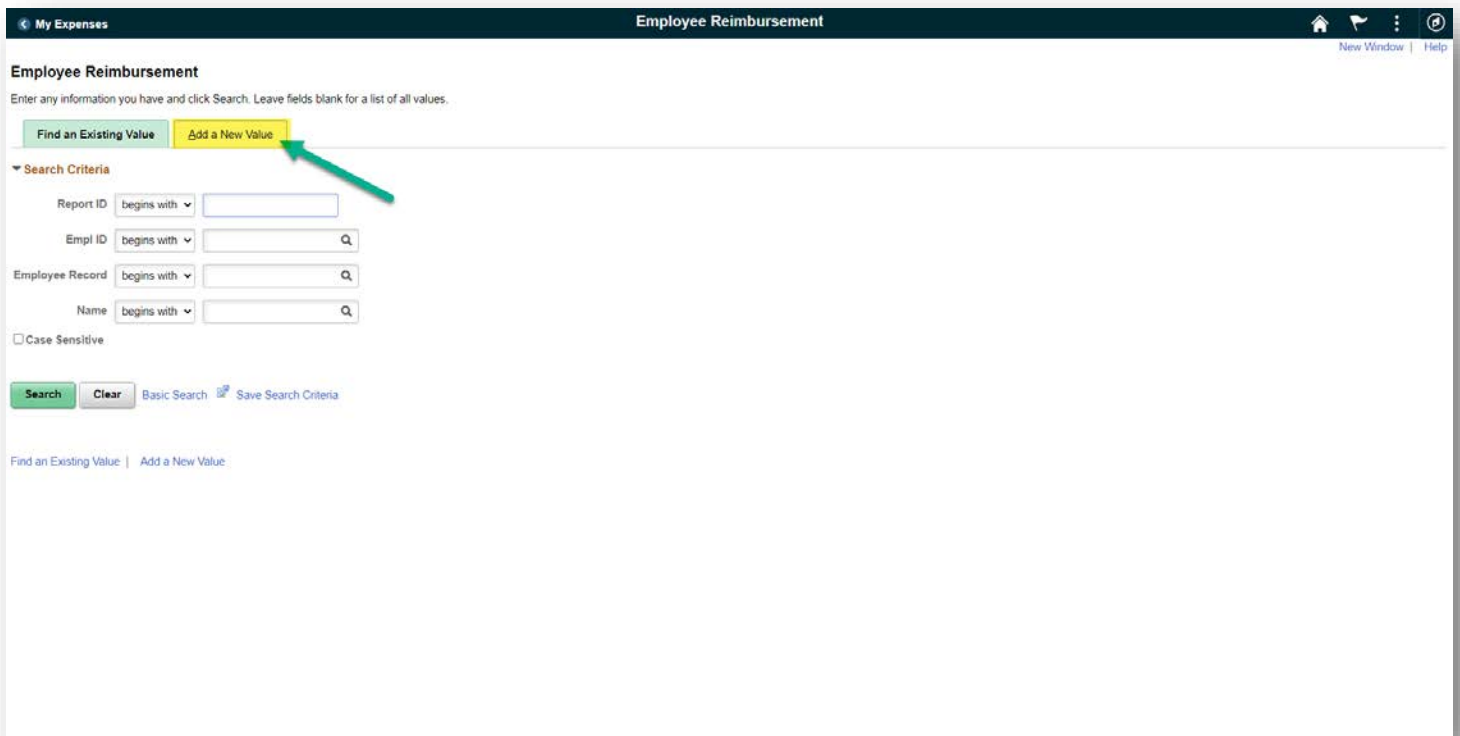 My Expenses
Employee Reimbursement
New Window | Help
Employee Reimbursement
Enter any information you have and click Search. Leave fields blank for a list of all values.
Find an Existing Value
Add a New Value
Search Criteria
Report ID begins with
Empl ID begins with
Employee Record begins with
Name begins with
Case Sensitive
Search Clear Basic Search Save Search Criteria
Find an Existing Value | Add a New Value